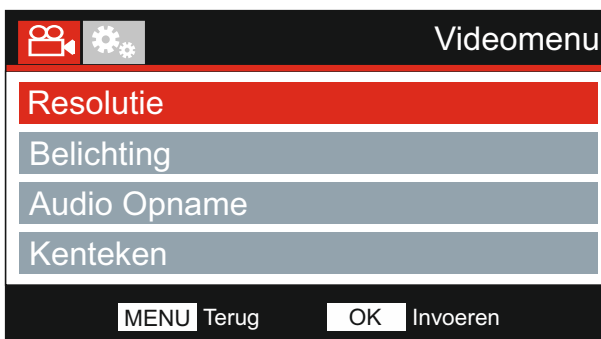 Videomenu
Resolutie
Belichting
Audio Opname
Kenteken
MENU Terug OK Invoeren